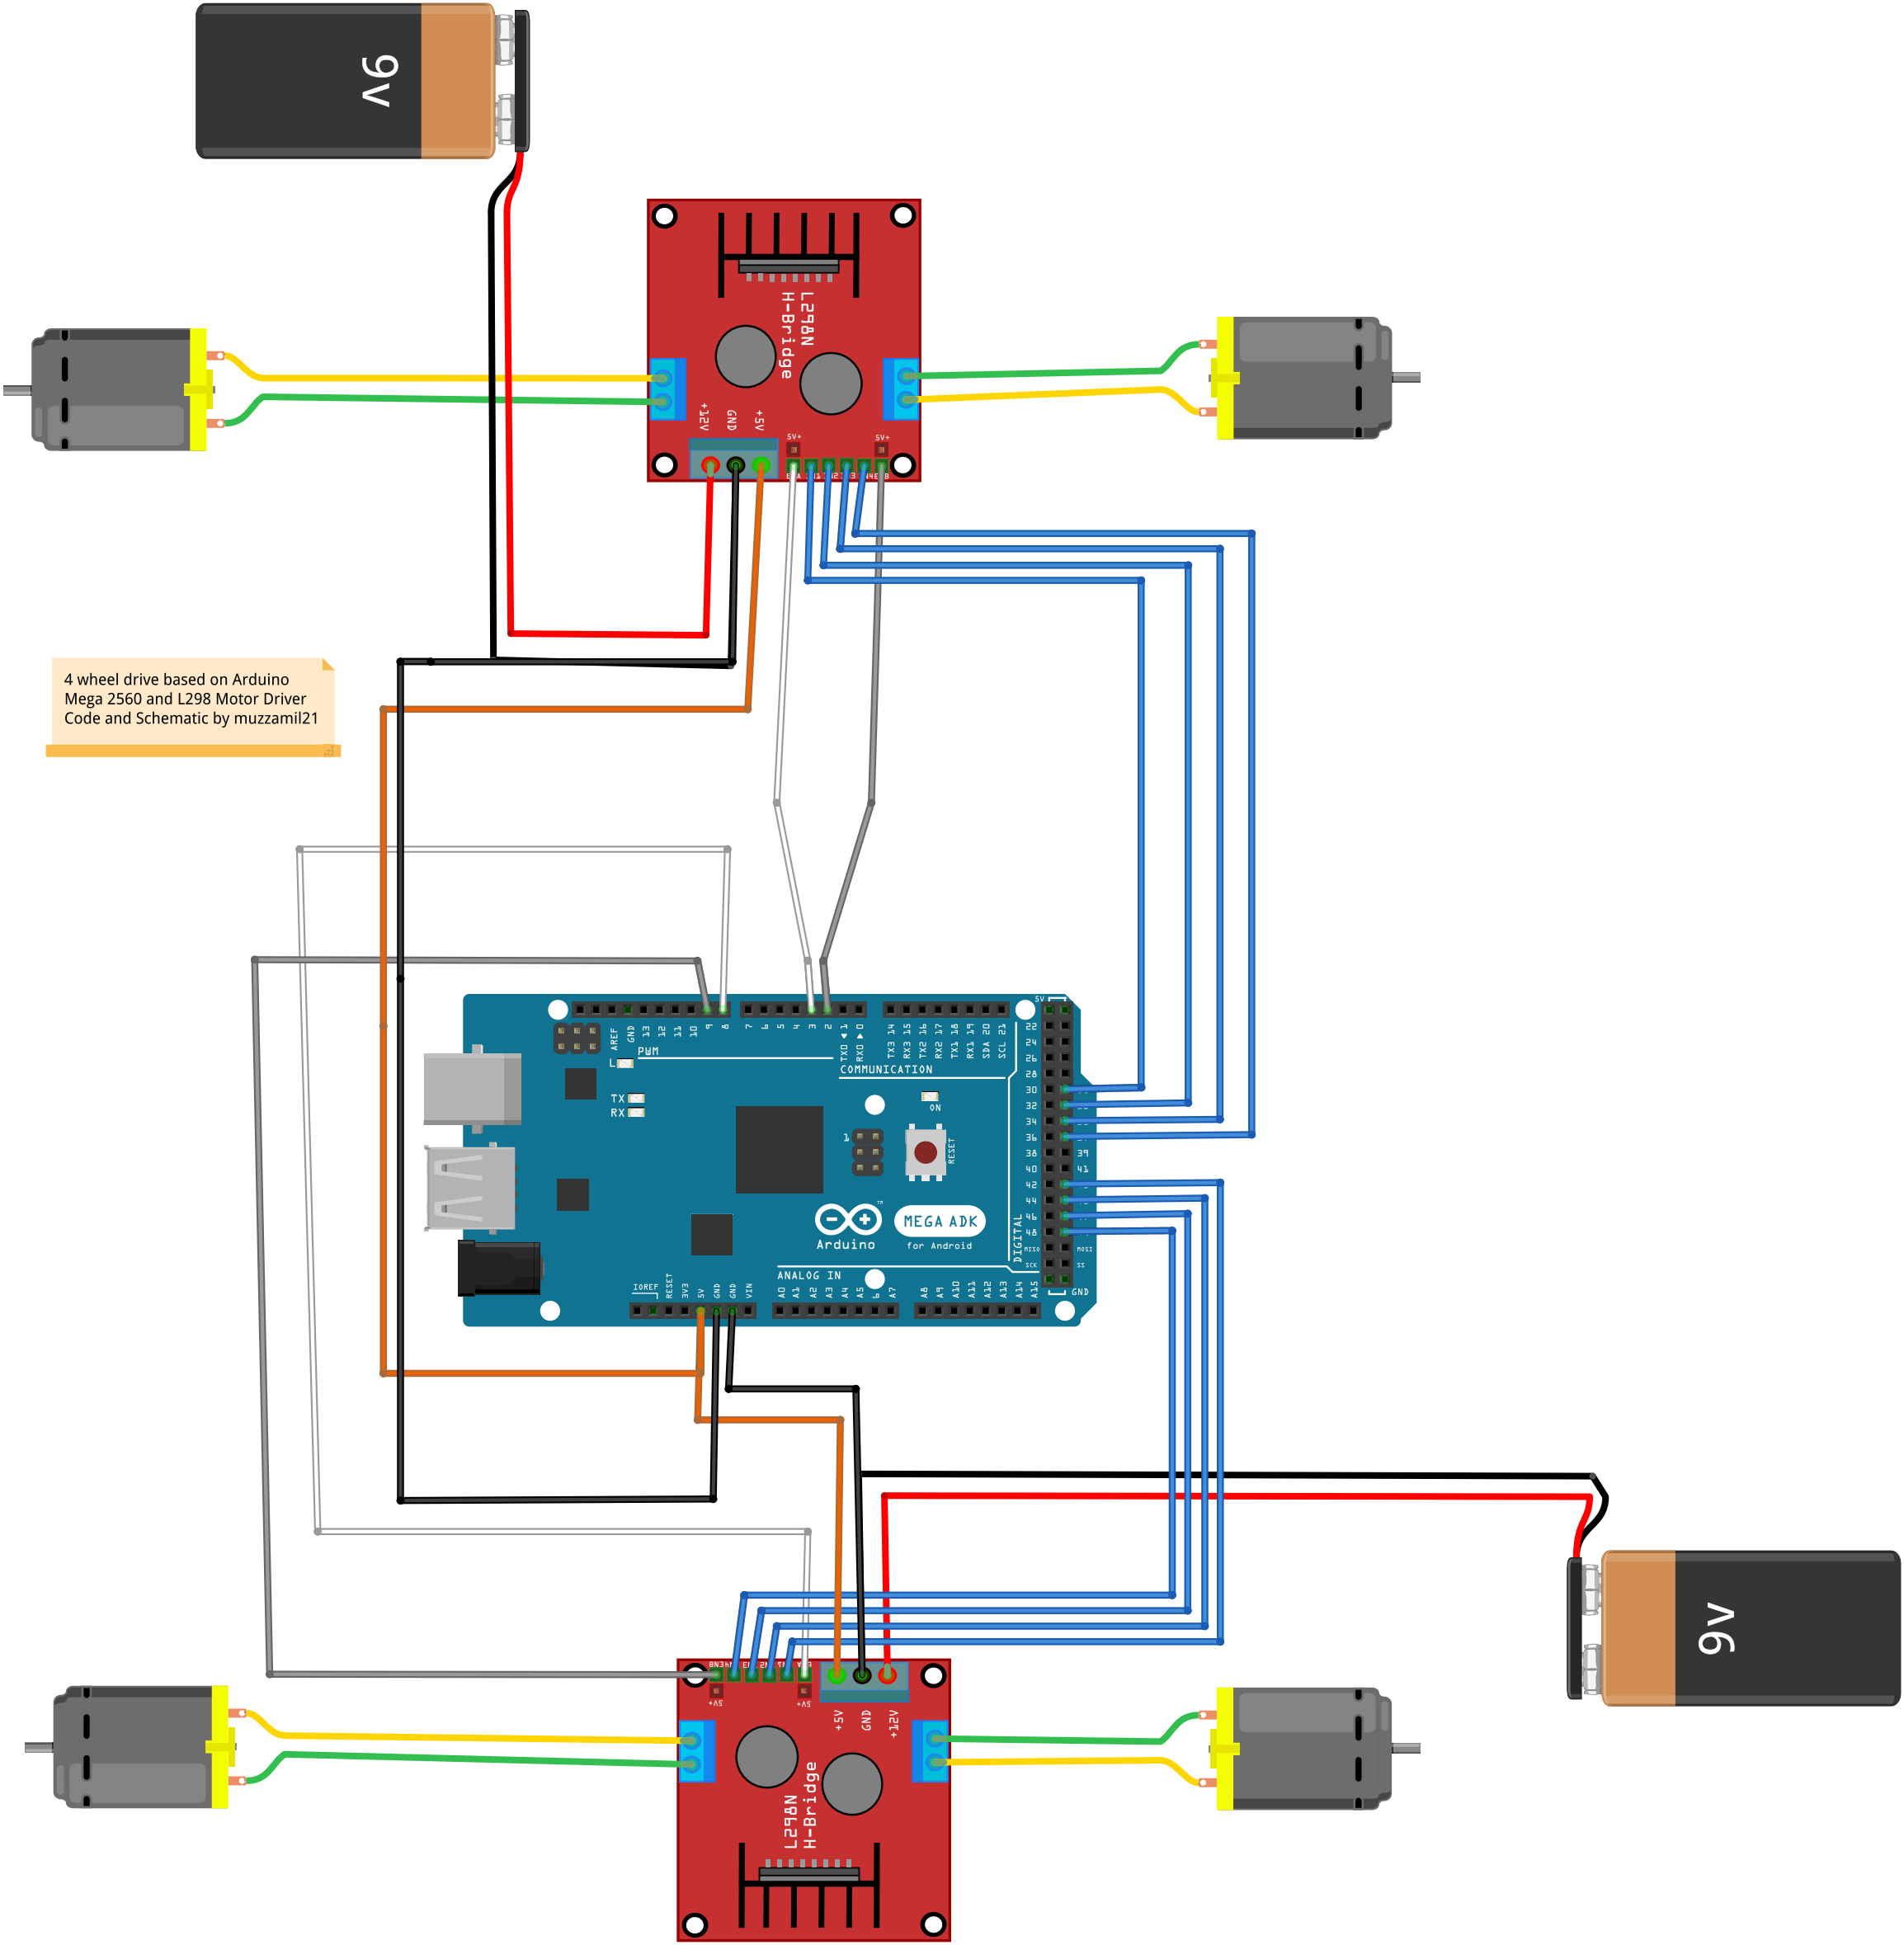 9v
L298N
H-Bridge
+12V
GND
+5V
5V+
5V+
4 wheel drive based on Arduino
Mega 2560 and L298 Motor Driver
Code and Schematic by muzzamil21
AREF
GND
13
12
11
10
9
8
7
6
5
4
3
2
TX0 1
RX0 0
TX3 14
RX3 15
TX2 16
RX2 17
TX1 18
RX1 19
SDA 20
SCL 21
5V
PWM
COMMUNICATION
L
TX
RX
ON
1
RESET
22
24
26
28
30
32
34
36
38 39
40 41
42
44
46
48
MISO MOSI
SCK SS
GND
DIGITAL
Arduino
TM
MEGA ADK
for Android
ANALOG IN
IOREF
RESET
3V3
5V
GND
GND
VIN
A0
A1
A2
A3
A4
A5
6
A7
A8
A9
A10
A11
A12
A13
A14
A15
9v
5V+
5V+
+5V
GND
+12V
L298N
H-Bridge